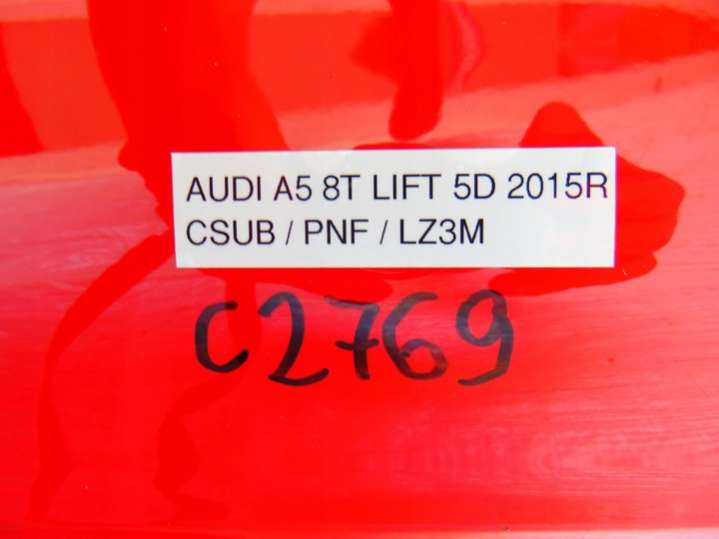 AUDI A5 8T LIFT 5D 2015R
CSUB / PNF / LZ3M
C2769